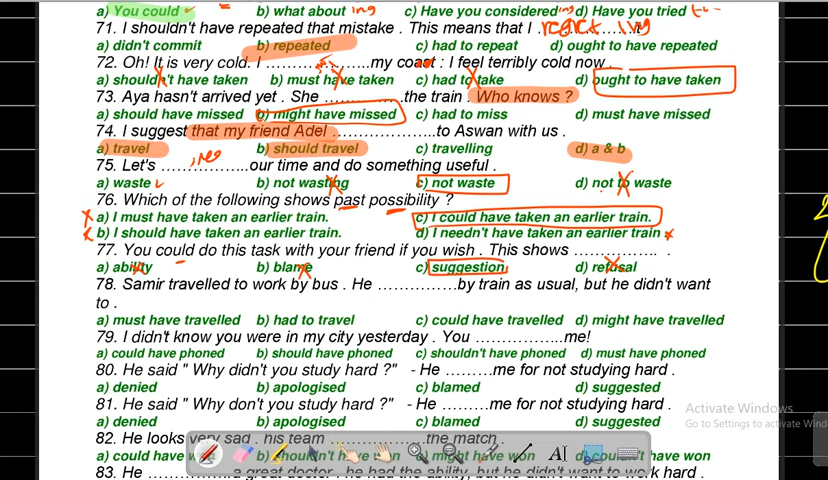 a) You could b) what about ing c) Have you considered ing d) Have you tried
71. I shouldn't have repeated that mistake . This means that I ……………
a) didn't commit b) repeated c) had to repeat d) ought to have repeated
72. Oh! It is very cold. I …………………..my coat : I feel terribly cold now .
a) shouldn't have taken b) must have taken c) had to take d) ought to have taken
73. Aya hasn't arrived yet . She ……………..the train . Who knows ?
a) should have missed b) might have missed c) had to miss d) must have missed
74. I suggest that my friend Adel ………………..to Aswan with us .
a) travel b) should travel c) travelling d) a & b
75. Let's ……………..our time and do something useful .
a) waste b) not wasting c) not waste d) not to waste
76. Which of the following shows past possibility ?
a) I must have taken an earlier train. c) I could have taken an earlier train.
b) I should have taken an earlier train. d) I needn't have taken an earlier train
77. You could do this task with your friend if you wish . This shows …………… .
a) ability b) blame c) suggestion d) refusal
78. Samir travelled to work by bus . He ……………by train as usual, but he didn't want
to .
a) must have travelled b) had to travel c) could have travelled d) might have travelled
79. I didn't know you were in my city yesterday . You ……………..me!
a) could have phoned b) should have phoned c) shouldn't have phoned d) must have phoned
80. He said " Why didn't you study hard ?" - He ………me for not studying hard .
a) denied b) apologised c) blamed d) suggested
81. He said " Why don't you study hard ?" - He ………me for not studying hard .
a) denied b) apologised c) blamed d) suggested
Activate Windows
Go to Settings to activate Windows
82. He looks very sad . his team ………………..the match
a) could have b) shouldn't have won c) might have won d) couldn't have won
83. He ……………a great doctor . he had the ability, but he didn't want to work hard .